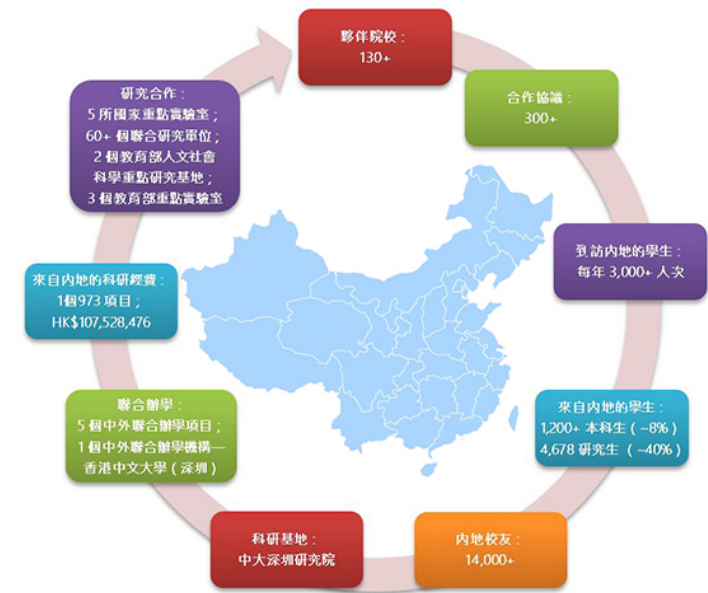 夥伴院校：
130+
合作協議：
300+
到訪內地的學生：
每年 3,000+ 人次
來自內地的學生：
1,200+ 本科生（~8%）
4,678 研究生（~40%）
內地校友：
14,000+
科研基地：
中大深圳研究院
聯合辦學：
5 個中外聯合辦學項目；
1 個中外聯合辦學機構—
香港中文大學（深圳）
來自內地的科研經費：
1個973 項目；
HK$107,528,476
研究合作：
5 所國家重點實驗室；
60+ 個聯合研究單位；
2 個教育部人文社會
科學重點研究基地；
3 個教育部重點實驗室